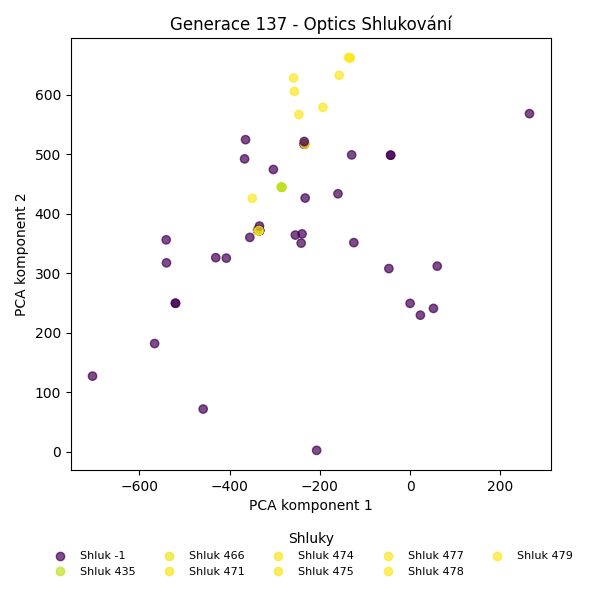 Generace 137 - Optics Shlukování
PCA komponent 2
600
500
400
300
200
100
0
−600 −400 −200 0 200
PCA komponent 1
Shluky
Shluk -1 Shluk 466 Shluk 474 Shluk 477 Shluk 479
Shluk 435 Shluk 471 Shluk 475 Shluk 478